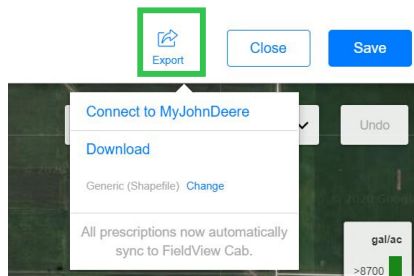 Export
Close
Save
Connect to MyJohnDeere
Undo
Download
Generic (Shapefile) Change
All prescriptions now automatically
sync to FieldView Cab.
gal/ac
>8700